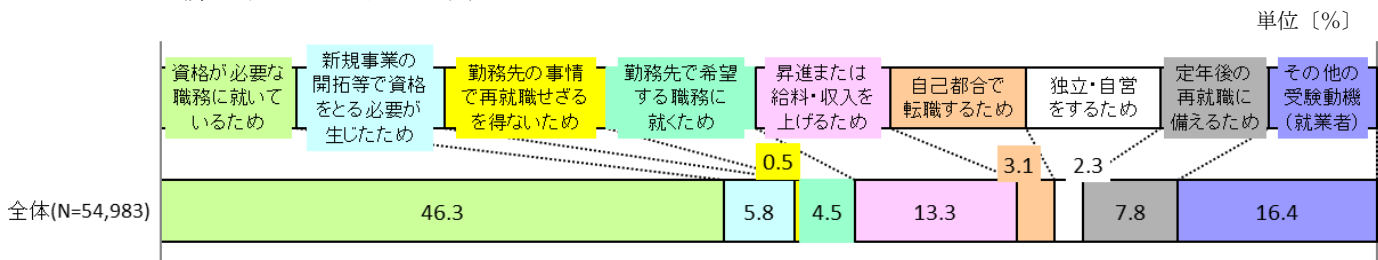 単位〔%〕
資格が必要な
職務に就いて
いるため
新規事業の
開拓等で資格
をとる必要が
生じたため
勤務先の事情
で再就職せざる
を得ないため
勤務先で希望
する職務に
就くため
昇進または
給料・収入を
上げるため
自己都合で
転職するため
独立・自営
をするため
定年後の
再就職に
備えるため
その他の
受験動機
(就業者)
全体(N=54,983)
46.3
5.8
0.5
4.5
13.3
3.1
2.3
7.8
16.4